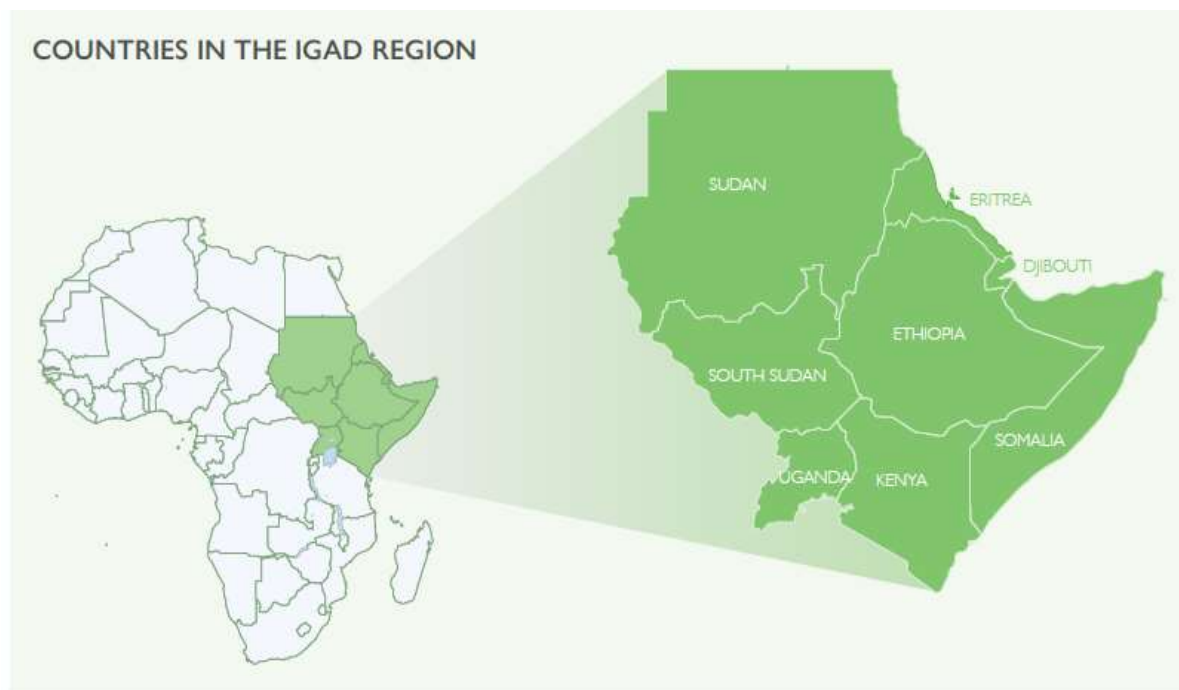 COUNTRIES IN THE IGAD REGION
SUDAN
ERITREA
DJIBOUTI
ETHIOPIA
SOUTH SUDAN
SOMALIA
UGANDA
KENYA